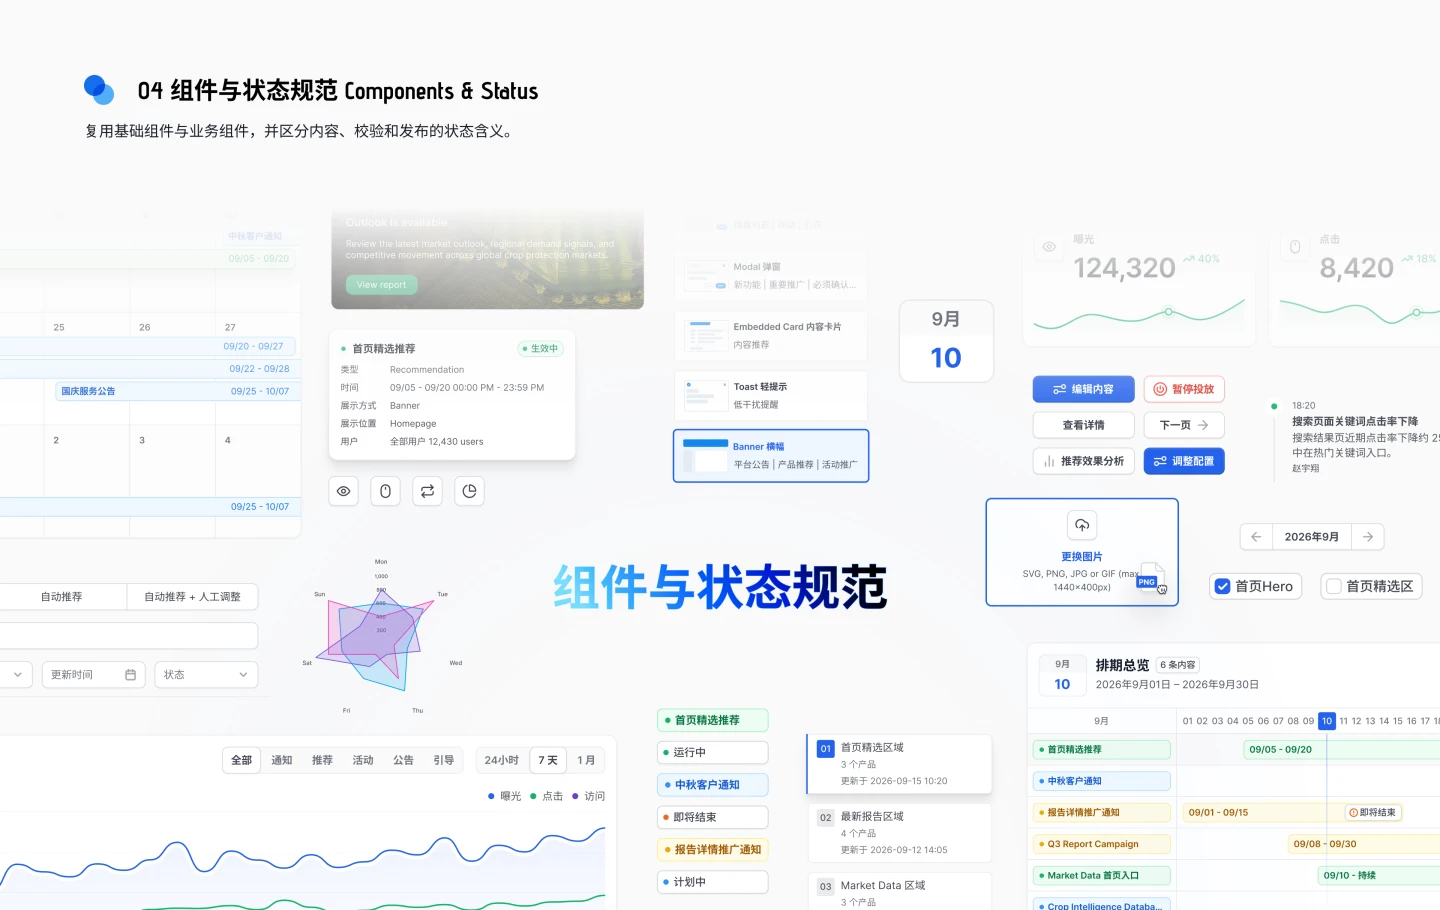 04 组件与状态规范 Components & Status
复用基础组件与业务组件，并区分内容、校验和发布的状态含义。
中秋客户通知
09/05 - 09/20
25
26
27
09/20 - 09/27
09/22 - 09/28
国庆服务公告
09/25 - 10/07
2
3
4
09/25 - 10/07
Outlook is available
Review the latest market outlook, regional demand signals, and
competitive movement across global crop protection markets.
View report
首页精选推荐
生效中
类型 Recommendation
时间 09/05 - 09/20 00:00 PM - 23:59 PM
展示方式 Banner
展示位置 Homepage
用户 全部用户 12,430 users
Modal 弹窗
新功能 | 重要推广 | 必须确认...
Embedded Card 内容卡片
内容推荐
Toast 轻提示
低干扰提醒
Banner 横幅
平台公告 | 产品推荐 | 活动推广
9月
10
曝光
124,320
40%
点击
8,420
18%
编辑内容
暂停投放
查看详情
下一页
推荐效果分析
调整配置
18:20
搜索页面关键词点击率下降
搜索结果页近期点击率下降约 25
中在热门关键词入口。
赵宇翔
更换图片
SVG, PNG, JPG or GIF (max
1440×400px)
PNG
2026年9月
首页Hero
首页精选区
自动推荐
自动推荐 + 人工调整
更新时间
状态
Mon
1,000
800
600
400
200
Sun
Tue
Sat
Wed
Fri
Thu
组件与状态规范
全部
通知
推荐
活动
公告
引导
24小时
7 天
1 月
曝光
点击
访问
首页精选推荐
运行中
中秋客户通知
即将结束
报告详情推广通知
计划中
01
首页精选区域
3 个产品
更新于 2026-09-15 10:20
02
最新报告区域
4 个产品
更新于 2026-09-12 14:05
03
Market Data 区域
3 个产品
9月
10
排期总览
6 条内容
2026年9月01日 – 2026年9月30日
9月
01 02 03 04 05 06 07 08 09 10 11 12 13 14 15 16 17 18
首页精选推荐
09/05 - 09/20
中秋客户通知
报告详情推广通知
09/01 - 09/15
即将结束
Q3 Report Campaign
09/08 - 09/30
Market Data 首页入口
09/10 - 持续
Crop Intelligence Databa...